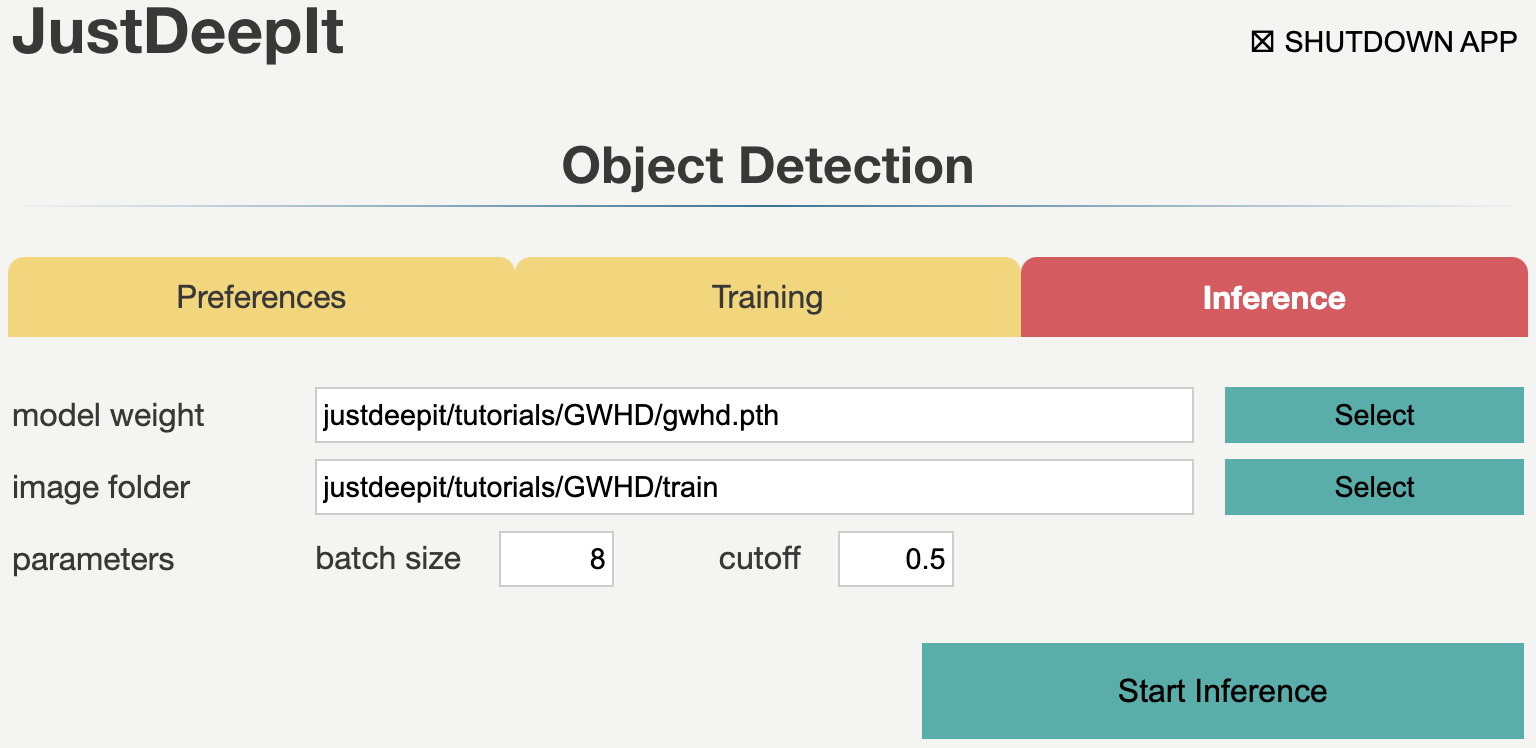 JustDeepIt
☒ SHUTDOWN APP
Object Detection
Preferences Training Inference
model weight justdeepit/tutorials/GWHD/gwhd.pth Select
image folder justdeepit/tutorials/GWHD/train Select
parameters batch size 8 cutoff 0.5
Start Inference